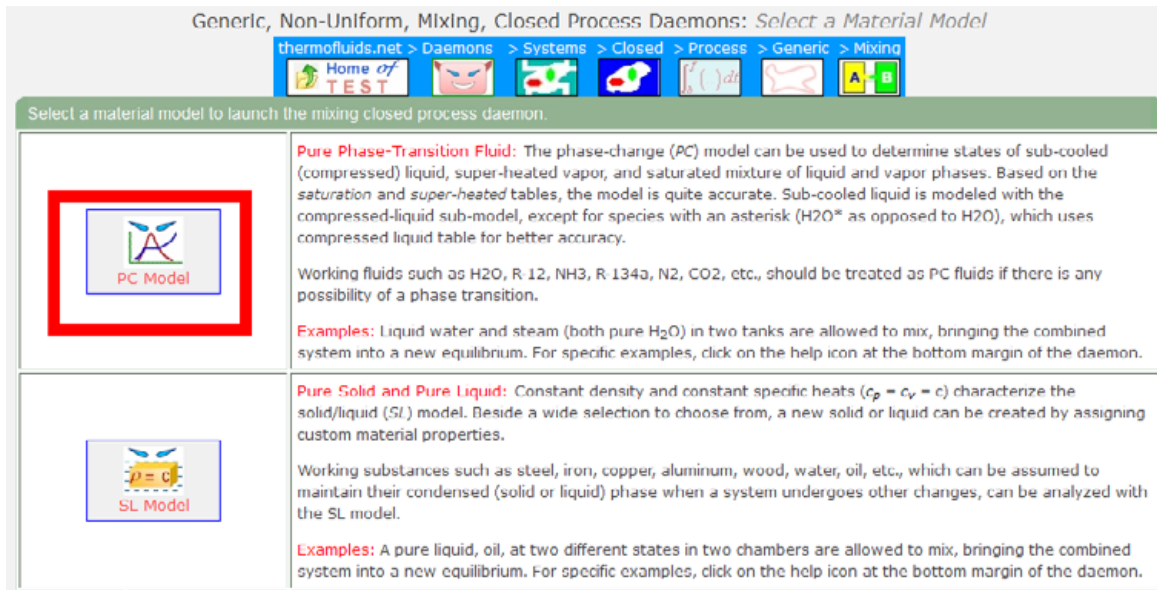 Generic, Non-Uniform, Mixing, Closed Process Daemons: Select a Material Model
thermofluids.net > Daemons > Systems > Closed > Process > Generic > Mixing
Home of
TEST
∫ ( ) dt
A B
Select a material model to launch the mixing closed process daemon.
PC Model
Pure Phase-Transition Fluid: The phase-change (PC) model can be used to determine states of sub-cooled
(compressed) liquid, super-heated vapor, and saturated mixture of liquid and vapor phases. Based on the
saturation and super-heated tables, the model is quite accurate. Sub-cooled liquid is modeled with the
compressed-liquid sub-model, except for species with an asterisk (H2O* as opposed to H2O), which uses
compressed liquid table for better accuracy.
Working fluids such as H2O, R-12, NH3, R-134a, N2, CO2, etc., should be treated as PC fluids if there is any
possibility of a phase transition.
Examples: Liquid water and steam (both pure H₂O) in two tanks are allowed to mix, bringing the combined
system into a new equilibrium. For specific examples, click on the help icon at the bottom margin of the daemon.
ρ = c
SL Model
Pure Solid and Pure Liquid: Constant density and constant specific heats (cₚ = cᵥ = c) characterize the
solid/liquid (SL) model. Beside a wide selection to choose from, a new solid or liquid can be created by assigning
custom material properties.
Working substances such as steel, iron, copper, aluminum, wood, water, oil, etc., which can be assumed to
maintain their condensed (solid or liquid) phase when a system undergoes other changes, can be analyzed with
the SL model.
Examples: A pure liquid, oil, at two different states in two chambers are allowed to mix, bringing the combined
system into a new equilibrium. For specific examples, click on the help icon at the bottom margin of the daemon.